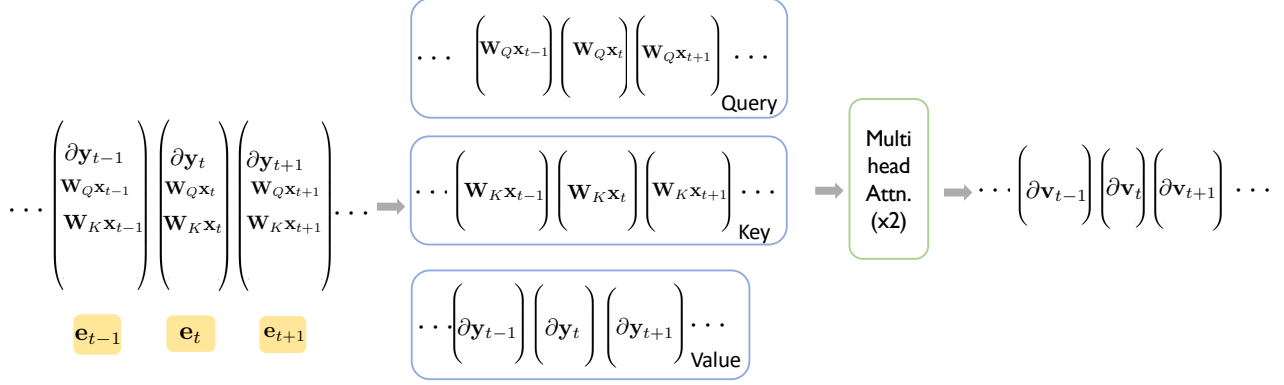 ⋯ ∂y_{t−1} ∂y_t ∂y_{t+1} ⋯
W_Q x_{t−1} W_Q x_t W_Q x_{t+1}
W_K x_{t−1} W_K x_t W_K x_{t+1}
e_{t−1} e_t e_{t+1}
⋯ W_Q x_{t−1} W_Q x_t W_Q x_{t+1} ⋯
Query
⋯ W_K x_{t−1} W_K x_t W_K x_{t+1} ⋯
Key
⋯ ∂y_{t−1} ∂y_t ∂y_{t+1} ⋯
Value
Multi
head
Attn.
(x2)
⋯ ∂v_{t−1} ∂v_t ∂v_{t+1} ⋯